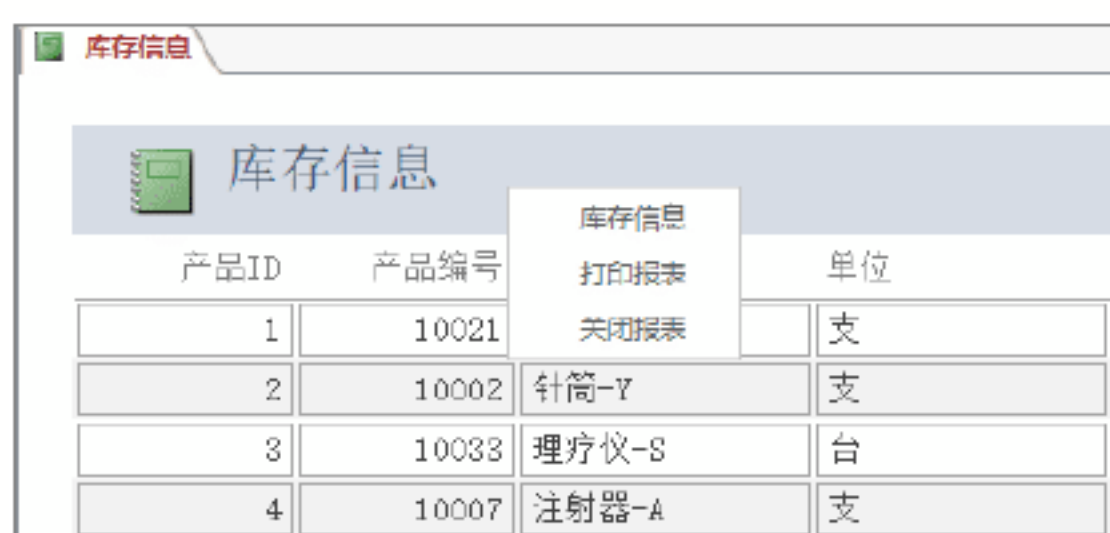 库存信息
库存信息
库存信息
打印报表
关闭报表
产品ID 产品编号 单位
1 10021 支
2 10002 针筒-Y 支
3 10033 理疗仪-S 台
4 10007 注射器-A 支